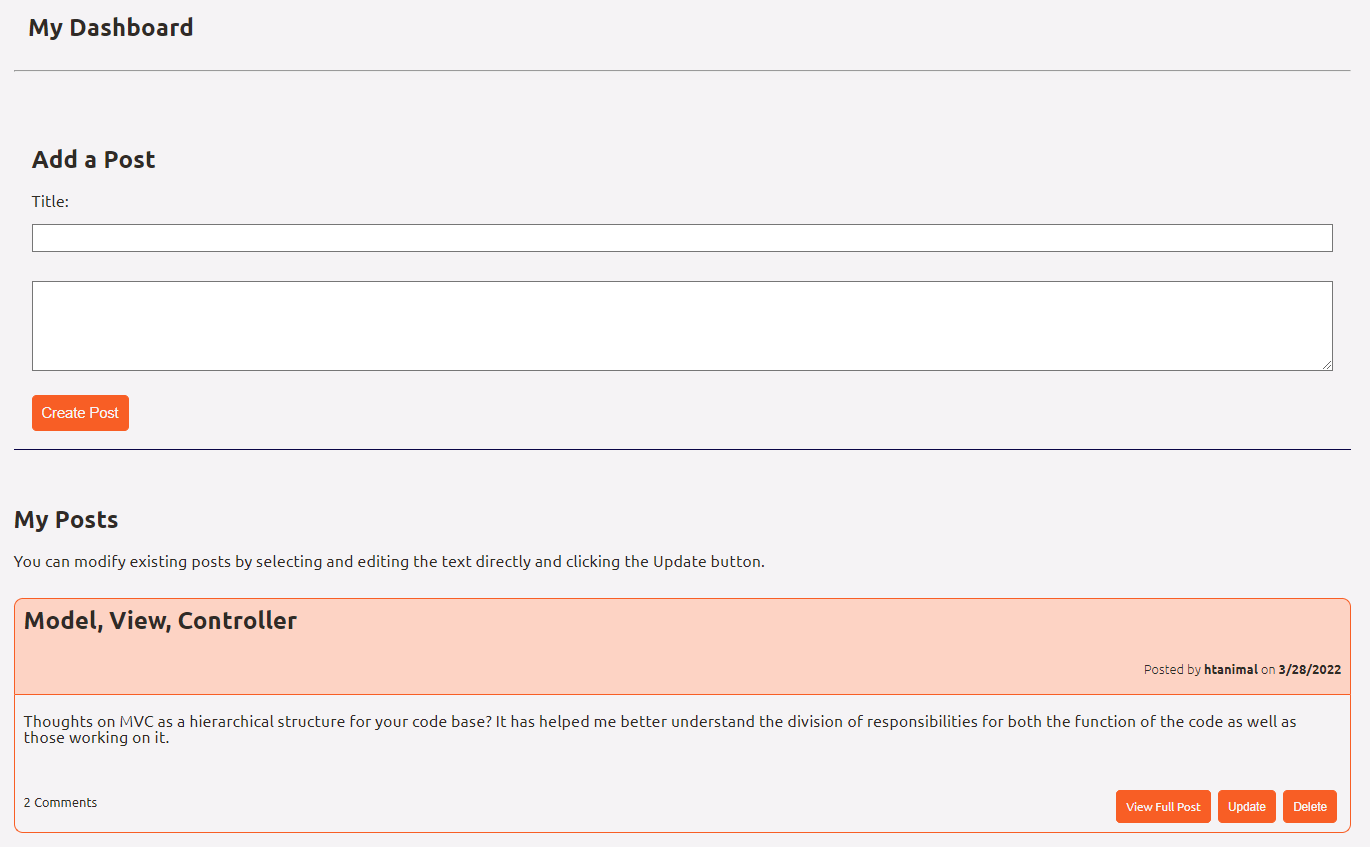 My Dashboard
Add a Post
Title:
Create Post
My Posts
You can modify existing posts by selecting and editing the text directly and clicking the Update button.
Model, View, Controller
Posted by htanimal on 3/28/2022
Thoughts on MVC as a hierarchical structure for your code base? It has helped me better understand the division of responsibilities for both the function of the code as well as
those working on it.
2 Comments
View Full Post
Update
Delete